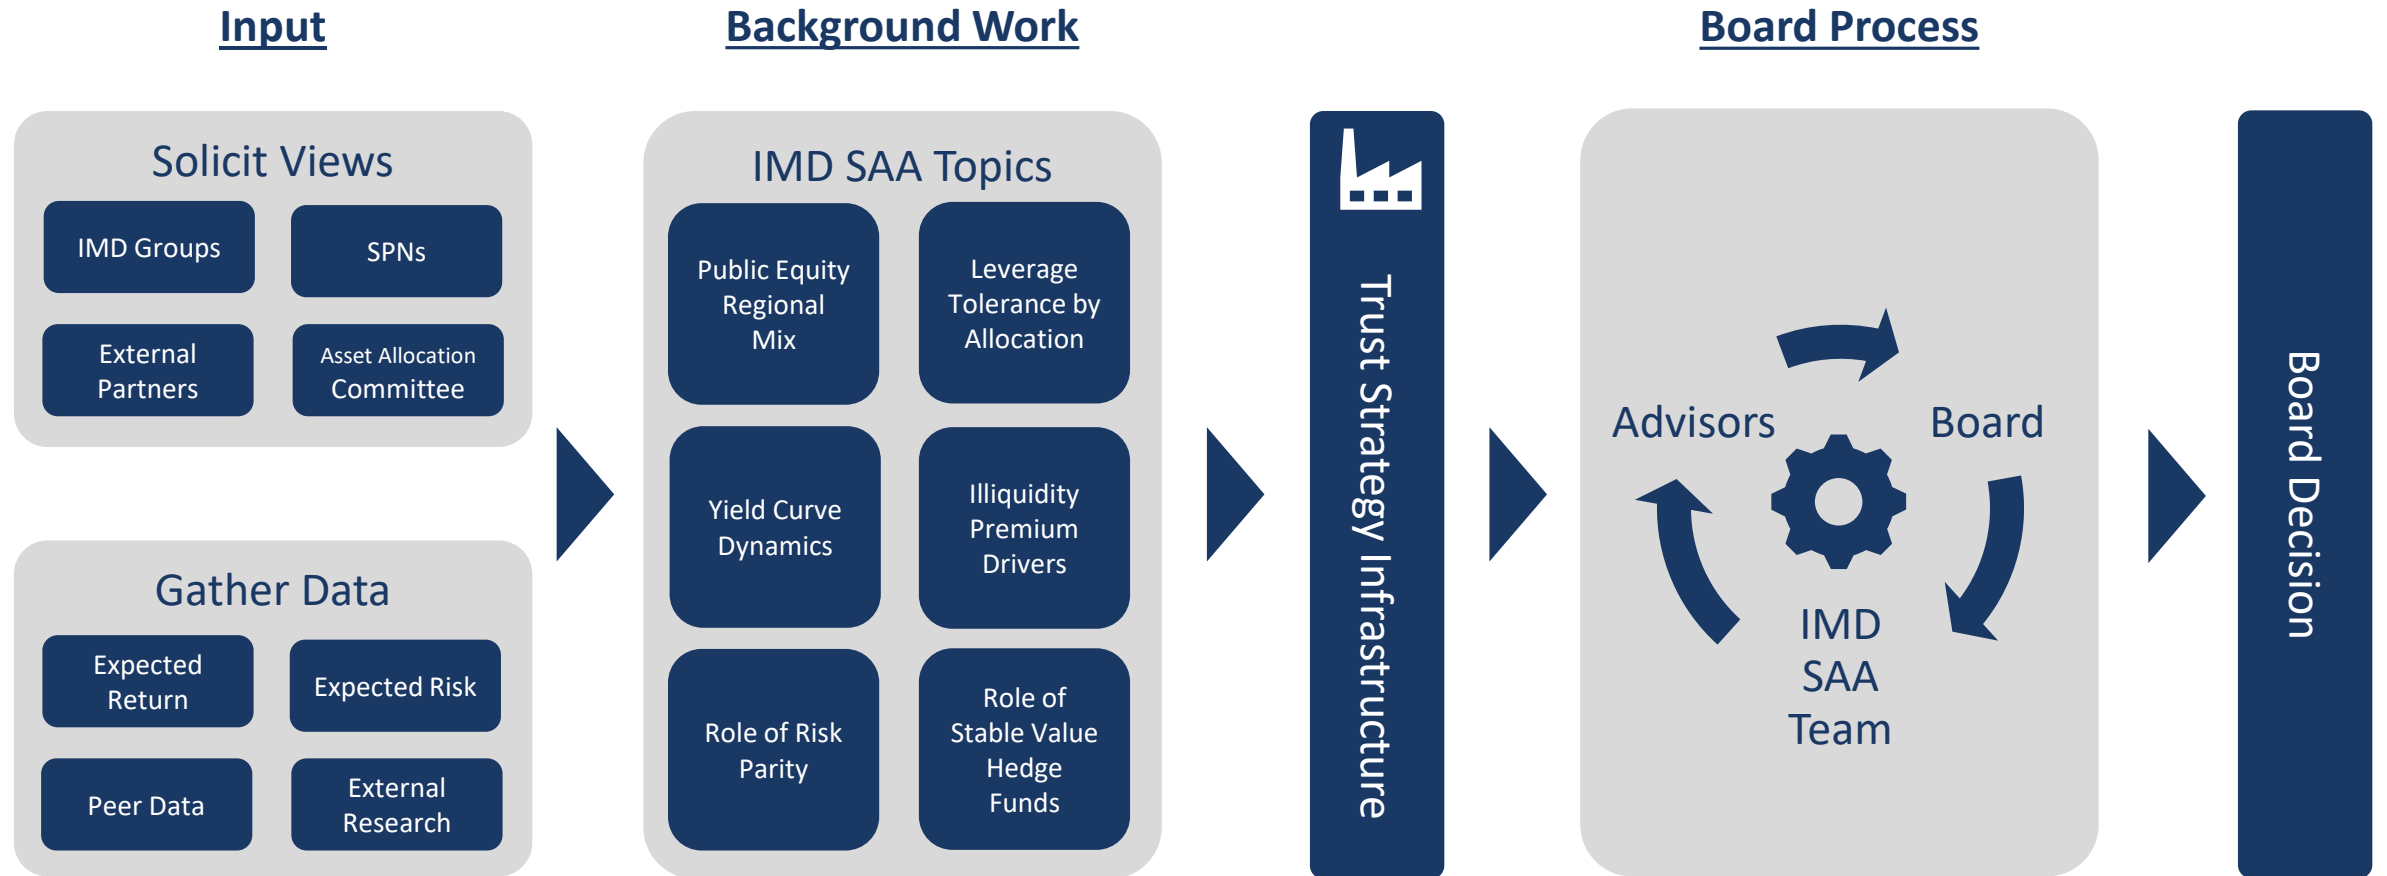 Input
Background Work
Board Process
Solicit Views
IMD Groups
SPNs
External
Partners
Asset Allocation
Committee
Gather Data
Expected
Return
Expected Risk
Peer Data
External
Research
IMD SAA Topics
Public Equity
Regional
Mix
Leverage
Tolerance by
Allocation
Yield Curve
Dynamics
Illiquidity
Premium
Drivers
Role of Risk
Parity
Role of
Stable Value
Hedge
Funds
Trust Strategy Infrastructure
Advisors
Board
IMD
SAA
Team
Board Decision